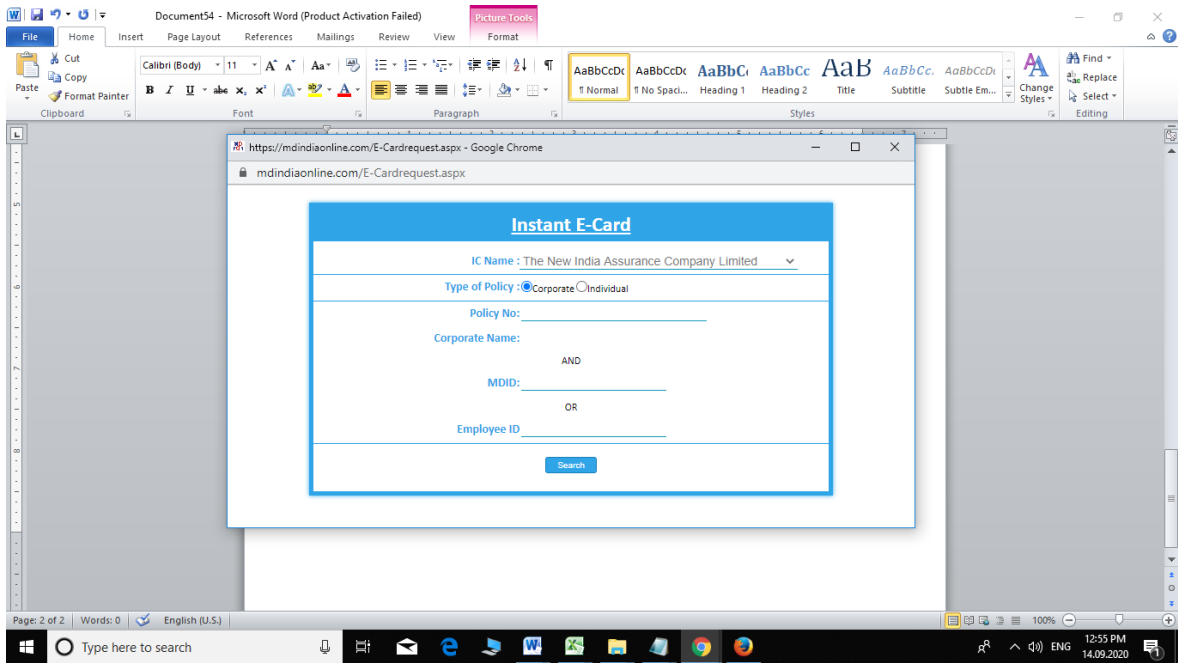 Document54 - Microsoft Word (Product Activation Failed)
Picture Tools
File Home Insert Page Layout References Mailings Review View Format
Paste
Cut
Copy
Format Painter
Clipboard
Calibri (Body) 11
Font
Paragraph
AaBbCcDc AaBbCcDc AaBbC AaBbCc AaB AaBbCc. AaBbCcDt
¶ Normal ¶ No Spaci... Heading 1 Heading 2 Title Subtitle Subtle Em...
Change Styles
Styles
Find
Replace
Select
Editing
https://mdindiaonline.com/E-Cardrequest.aspx - Google Chrome
mdindiaonline.com/E-Cardrequest.aspx
Instant E-Card
IC Name : The New India Assurance Company Limited
Type of Policy : Corporate Individual
Policy No:
Corporate Name:
AND
MDID:
OR
Employee ID
Search
Page: 2 of 2 Words: 0 English (U.S.) 100%
Type here to search
ENG
12:55 PM
14.09.2020